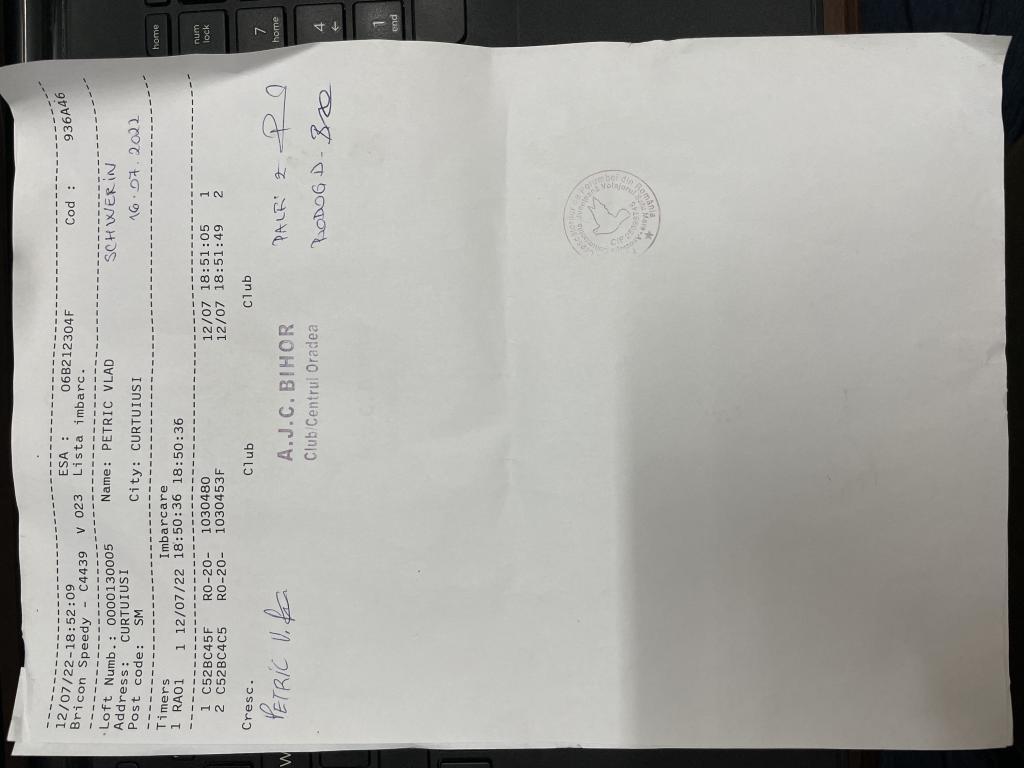 12/07/22-18:52:09 ESA : 06B212304F Cod : 936A46
Bricon Speedy - C4439 V 023 Lista imbarc.
Loft Numb.: 0000130005 Name: PETRIC VLAD SCHWERIN
Address: CURTUIUSI
Post code: SM City: CURTUIUSI 16.07.2022
Timers Imbarcare
1 RA01 1 12/07/22 18:50:36 18:50:36
1 C52BC45F RO-20- 1030480 12/07 18:51:05 1
2 C52BC4C5 RO-20- 1030453F 12/07 18:51:49 2
Cresc. Club Club
PETRIC V.
A.J.C. BIHOR
Club/Centrul Oradea
home
num lock
7 home
4
1 end
W